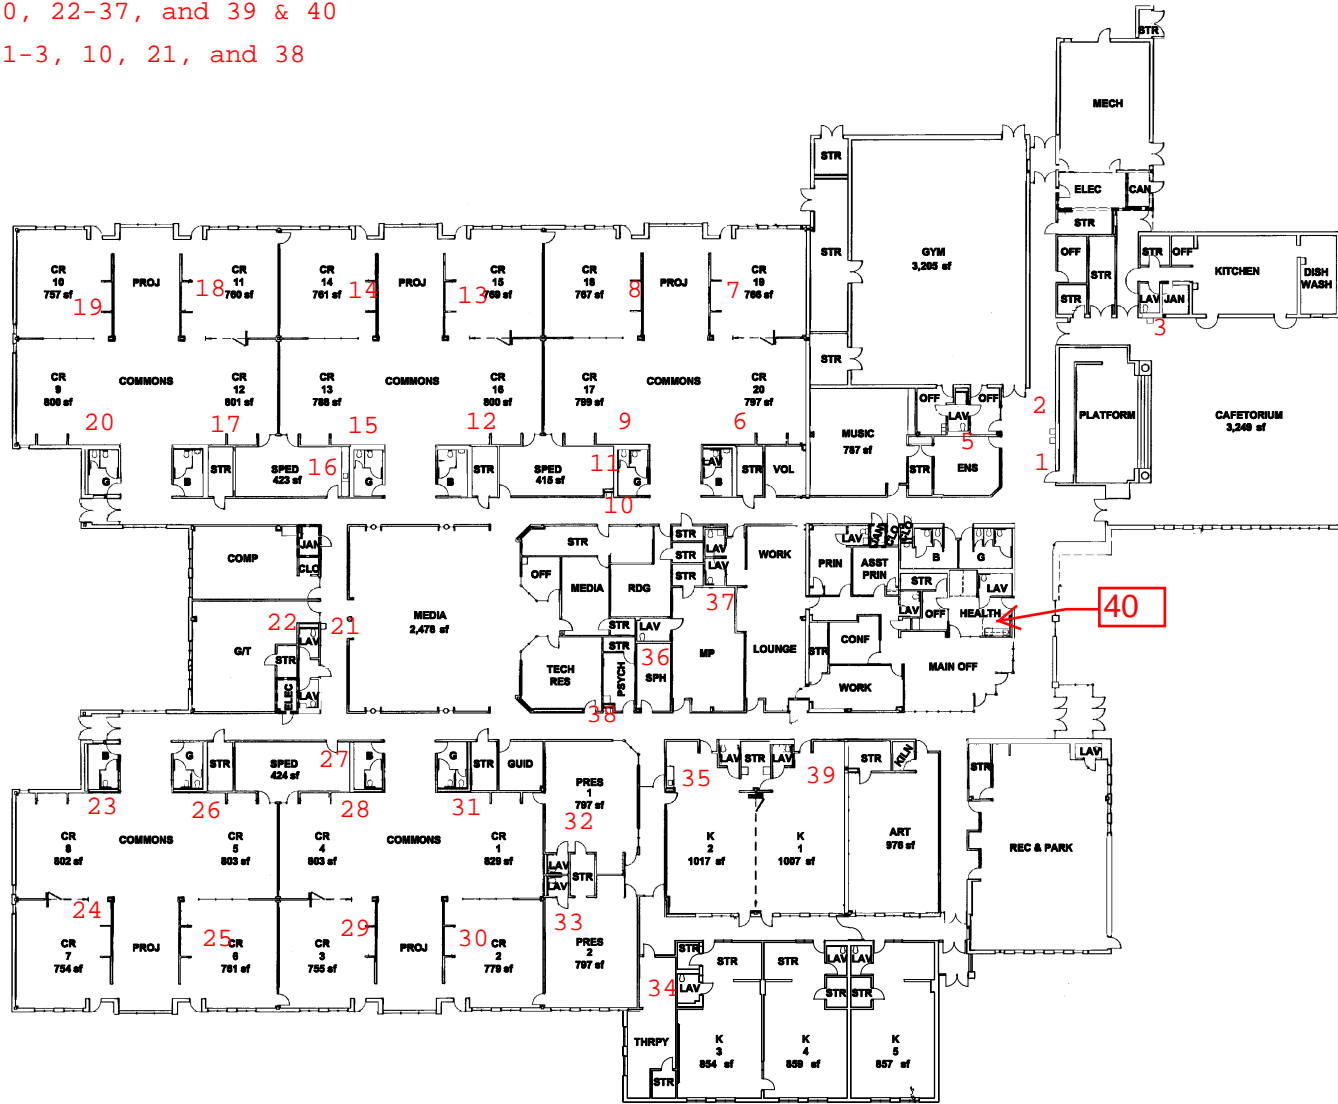 0, 22-37, and 39 & 40
1-3, 10, 21, and 38
STR
MECH
ELEC
CAN
STR
OFF
STR
STR
STR
OFF
KITCHEN
DISH
WASH
LAV
JAN
3
STR
STR
STR
GYM
3,205 sf
CR
10
757 sf
19
PROJ
18
CR
11
760 sf
CR
14
761 sf
14
PROJ
13
CR
15
769 sf
CR
18
767 sf
8
PROJ
7
CR
19
766 sf
CR
9
800 sf
COMMONS
CR
12
801 sf
CR
13
788 sf
COMMONS
CR
16
800 sf
CR
17
799 sf
COMMONS
CR
20
797 sf
20
17
15
12
9
6
OFF
LAV
OFF
5
MUSIC
787 sf
STR
ENS
2
1
PLATFORM
CAFETORIUM
3,249 sf
G
B
STR
SPED
423 sf
16
G
B
STR
SPED
415 sf
11
G
10
LAV
B
STR
VOL
COMP
JAN
CLO
MEDIA
2,478 sf
STR
OFF
MEDIA
RDG
STR
STR
STR
LAV
LAV
WORK
37
PRIN
LAV
JAN
CLO
ASST
PRIN
B
G
STR
LAV
LAV
OFF
HEALTH
40
22
21
LAV
G/T
STR
ELEC
LAV
TECH
RES
STR
STR
LAV
PSYCH
36
SPH
38
MP
LOUNGE
STR
CONF
WORK
MAIN OFF
B
G
STR
SPED
424 sf
27
B
G
STR
GUID
23
26
28
31
PRES
1
797 sf
32
35
LAV
STR
LAV
39
STR
KILN
STR
LAV
CR
8
802 sf
COMMONS
CR
5
803 sf
CR
4
803 sf
COMMONS
CR
1
829 sf
K
2
1017 sf
K
1
1007 sf
ART
976 sf
REC & PARK
LAV
LAV
STR
24
25
29
30
33
CR
7
754 sf
PROJ
CR
6
761 sf
CR
3
755 sf
PROJ
CR
2
779 sf
PRES
2
797 sf
34
STR
LAV
STR
STR
LAV
LAV
STR
STR
THRPY
STR
K
3
854 sf
K
4
859 sf
K
5
857 sf